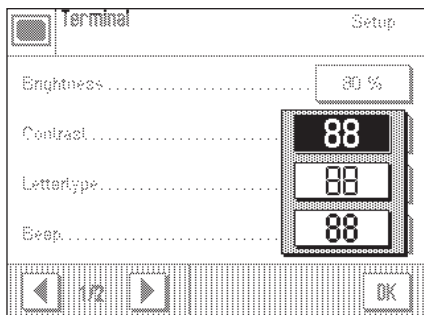 Terminal Setup
Brightness 80 %
Contrast 88
Lettertype 88
Beep 88
1/2 OK